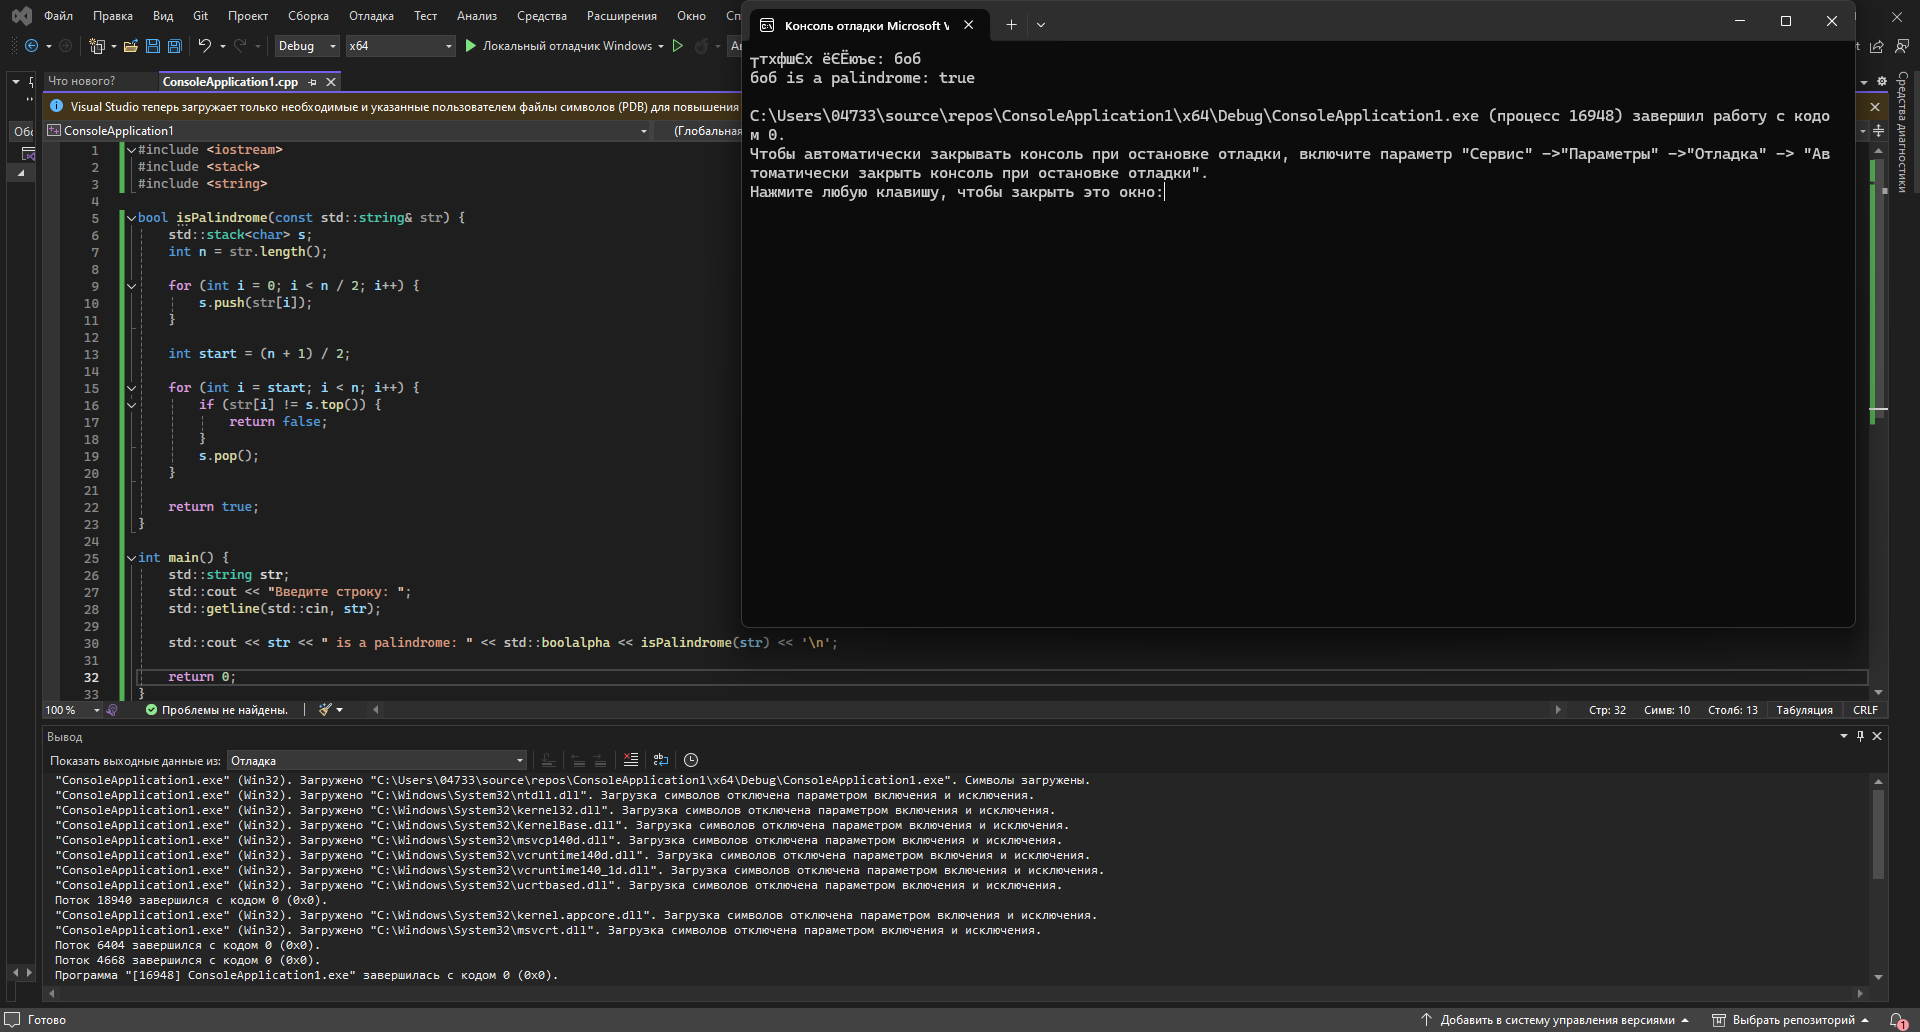 Файл Правка Вид Git Проект Сборка Отладка Тест Анализ Средства Расширения Окно
Debug x64 Локальный отладчик Windows
Что нового? ConsoleApplication1.cpp
Visual Studio теперь загружает только необходимые и указанные пользователем файлы символов (PDB) для повышения
ConsoleApplication1 (Глобальная
1 #include <iostream>
2 #include <stack>
3 #include <string>
4
5 bool isPalindrome(const std::string& str) {
6 std::stack<char> s;
7 int n = str.length();
8
9 for (int i = 0; i < n / 2; i++) {
10 s.push(str[i]);
11 }
12
13 int start = (n + 1) / 2;
14
15 for (int i = start; i < n; i++) {
16 if (str[i] != s.top()) {
17 return false;
18 }
19 s.pop();
20 }
21
22 return true;
23 }
24
25 int main() {
26 std::string str;
27 std::cout << "Введите строку: ";
28 std::getline(std::cin, str);
29
30 std::cout << str << " is a palindrome: " << std::boolalpha << isPalindrome(str) << '\n';
31
32 return 0;
33 }
100 % Проблемы не найдены. Стр: 32 Симв: 10 Столб: 13 Табуляция CRLF
Консоль отладки Microsoft V
┬тхфшЄх ёЄЁюъє: боб
боб is a palindrome: true
C:\Users\04733\source\repos\ConsoleApplication1\x64\Debug\ConsoleApplication1.exe (процесс 16948) завершил работу с кодо
м 0.
Чтобы автоматически закрывать консоль при остановке отладки, включите параметр "Сервис" ->"Параметры" ->"Отладка" -> "Ав
томатически закрыть консоль при остановке отладки".
Нажмите любую клавишу, чтобы закрыть это окно:
Средства диагностики
Вывод
Показать выходные данные из: Отладка
"ConsoleApplication1.exe" (Win32). Загружено "C:\Users\04733\source\repos\ConsoleApplication1\x64\Debug\ConsoleApplication1.exe". Символы загружены.
"ConsoleApplication1.exe" (Win32). Загружено "C:\Windows\System32\ntdll.dll". Загрузка символов отключена параметром включения и исключения.
"ConsoleApplication1.exe" (Win32). Загружено "C:\Windows\System32\kernel32.dll". Загрузка символов отключена параметром включения и исключения.
"ConsoleApplication1.exe" (Win32). Загружено "C:\Windows\System32\KernelBase.dll". Загрузка символов отключена параметром включения и исключения.
"ConsoleApplication1.exe" (Win32). Загружено "C:\Windows\System32\msvcp140d.dll". Загрузка символов отключена параметром включения и исключения.
"ConsoleApplication1.exe" (Win32). Загружено "C:\Windows\System32\vcruntime140d.dll". Загрузка символов отключена параметром включения и исключения.
"ConsoleApplication1.exe" (Win32). Загружено "C:\Windows\System32\vcruntime140_1d.dll". Загрузка символов отключена параметром включения и исключения.
"ConsoleApplication1.exe" (Win32). Загружено "C:\Windows\System32\ucrtbased.dll". Загрузка символов отключена параметром включения и исключения.
Поток 18940 завершился с кодом 0 (0x0).
"ConsoleApplication1.exe" (Win32). Загружено "C:\Windows\System32\kernel.appcore.dll". Загрузка символов отключена параметром включения и исключения.
"ConsoleApplication1.exe" (Win32). Загружено "C:\Windows\System32\msvcrt.dll". Загрузка символов отключена параметром включения и исключения.
Поток 6404 завершился с кодом 0 (0x0).
Поток 4668 завершился с кодом 0 (0x0).
Программа "[16948] ConsoleApplication1.exe" завершилась с кодом 0 (0x0).
Готово Добавить в систему управления версиями Выбрать репозиторий 1